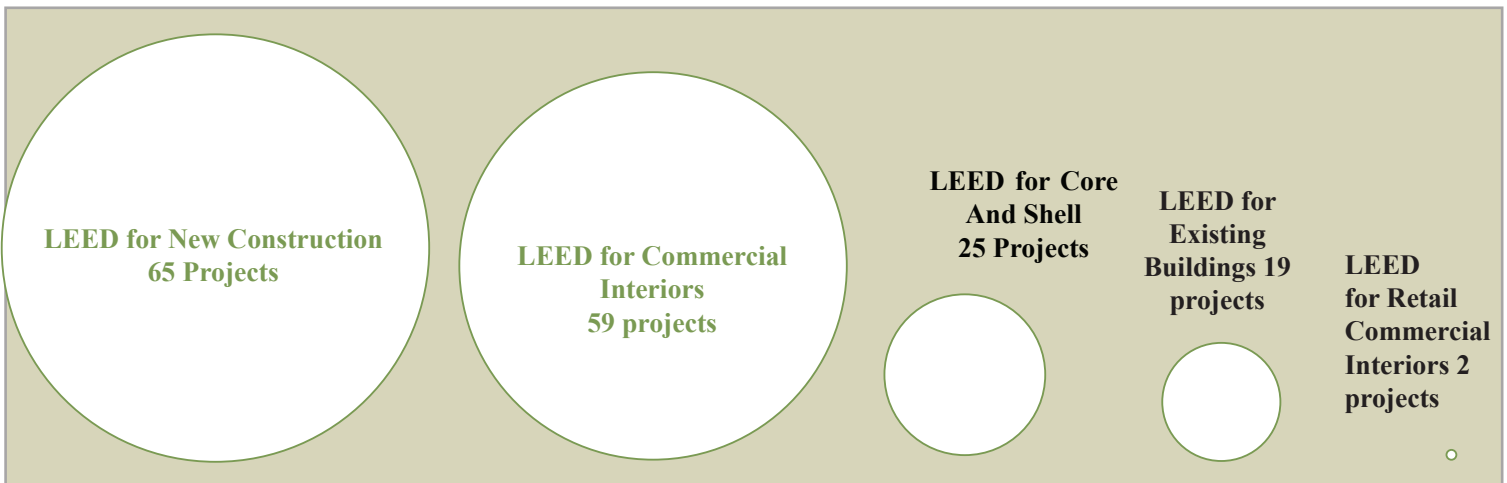 LEED for New Construction
65 Projects
LEED for Commercial
Interiors
59 projects
LEED for Core
And Shell
25 Projects
LEED for
Existing
Buildings 19
projects
LEED
for Retail
Commercial
Interiors 2
projects